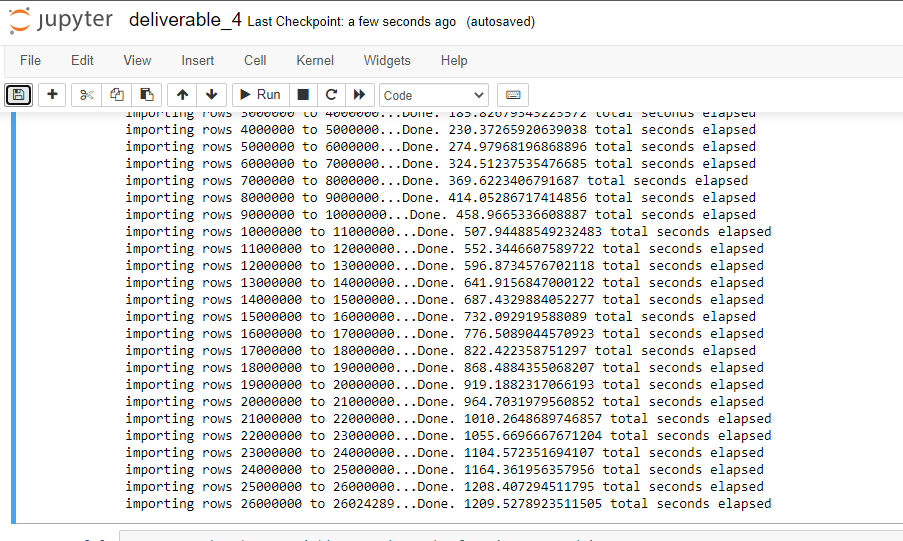 jupyter deliverable_4 Last Checkpoint: a few seconds ago (autosaved)
File Edit View Insert Cell Kernel Widgets Help
Run Code
importing rows 3000000 to 4000000...Done. 185.82679343223572 total seconds elapsed
importing rows 4000000 to 5000000...Done. 230.37265920639038 total seconds elapsed
importing rows 5000000 to 6000000...Done. 274.97968196868896 total seconds elapsed
importing rows 6000000 to 7000000...Done. 324.51237535476685 total seconds elapsed
importing rows 7000000 to 8000000...Done. 369.6223406791687 total seconds elapsed
importing rows 8000000 to 9000000...Done. 414.05286717414856 total seconds elapsed
importing rows 9000000 to 10000000...Done. 458.9665336608887 total seconds elapsed
importing rows 10000000 to 11000000...Done. 507.94488549232483 total seconds elapsed
importing rows 11000000 to 12000000...Done. 552.3446607589722 total seconds elapsed
importing rows 12000000 to 13000000...Done. 596.8734576702118 total seconds elapsed
importing rows 13000000 to 14000000...Done. 641.9156847000122 total seconds elapsed
importing rows 14000000 to 15000000...Done. 687.4329884052277 total seconds elapsed
importing rows 15000000 to 16000000...Done. 732.092919588089 total seconds elapsed
importing rows 16000000 to 17000000...Done. 776.5089044570923 total seconds elapsed
importing rows 17000000 to 18000000...Done. 822.422358751297 total seconds elapsed
importing rows 18000000 to 19000000...Done. 868.4884355068207 total seconds elapsed
importing rows 19000000 to 20000000...Done. 919.1882317066193 total seconds elapsed
importing rows 20000000 to 21000000...Done. 964.7031979560852 total seconds elapsed
importing rows 21000000 to 22000000...Done. 1010.2648689746857 total seconds elapsed
importing rows 22000000 to 23000000...Done. 1055.6696667671204 total seconds elapsed
importing rows 23000000 to 24000000...Done. 1104.572351694107 total seconds elapsed
importing rows 24000000 to 25000000...Done. 1164.361956357956 total seconds elapsed
importing rows 25000000 to 26000000...Done. 1208.407294511795 total seconds elapsed
importing rows 26000000 to 26024289...Done. 1209.5278923511505 total seconds elapsed